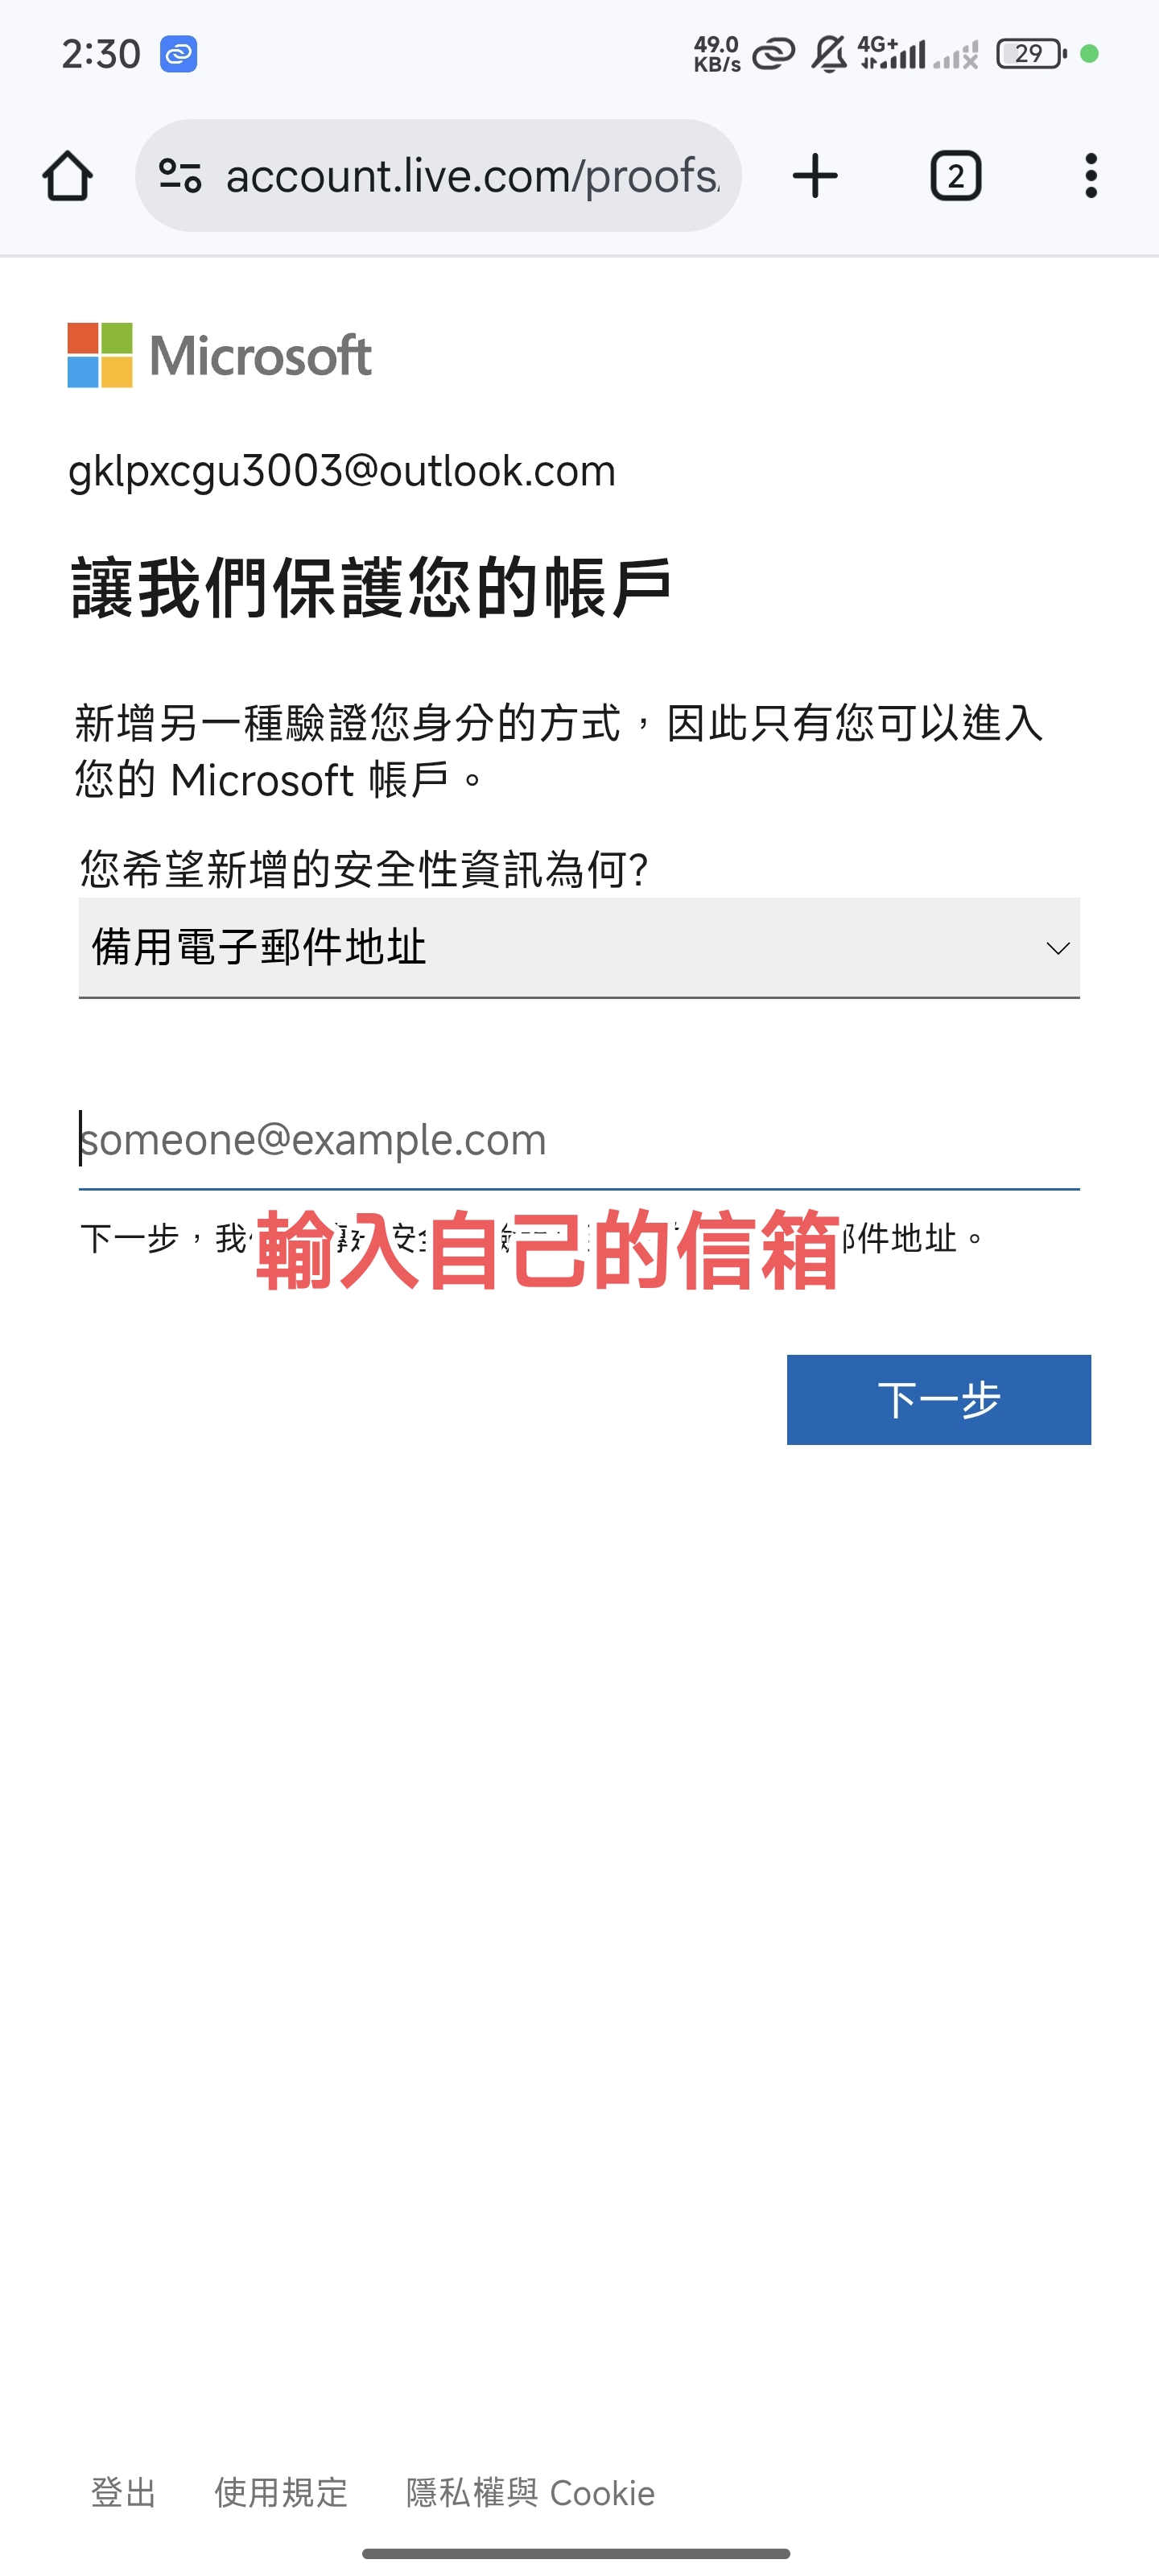 2:30
49.0
KB/s
4G+
29
account.live.com/proofs
2
Microsoft
gklpxcgu3003@outlook.com
讓我們保護您的帳戶
新增另一種驗證您身分的方式，因此只有您可以進入
您的 Microsoft 帳戶。
您希望新增的安全性資訊為何?
備用電子郵件地址
someone@example.com
下一步，我 安 郵件地址。
輸入自己的信箱
下一步
登出 使用規定 隱私權與 Cookie